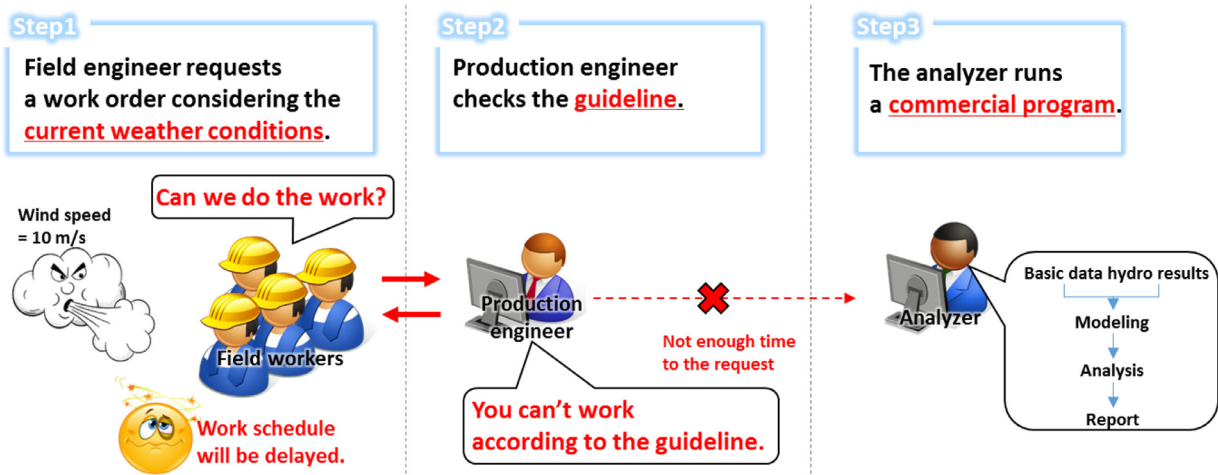 Step1
Field engineer requests
a work order considering the
current weather conditions.
Can we do the work?
Wind speed
= 10 m/s
Field workers
Work schedule
will be delayed.
Step2
Production engineer
checks the guideline.
Production
engineer
Not enough time
to the request
You can't work
according to the guideline.
Step3
The analyzer runs
a commercial program.
Analyzer
Basic data hydro results
Modeling
Analysis
Report